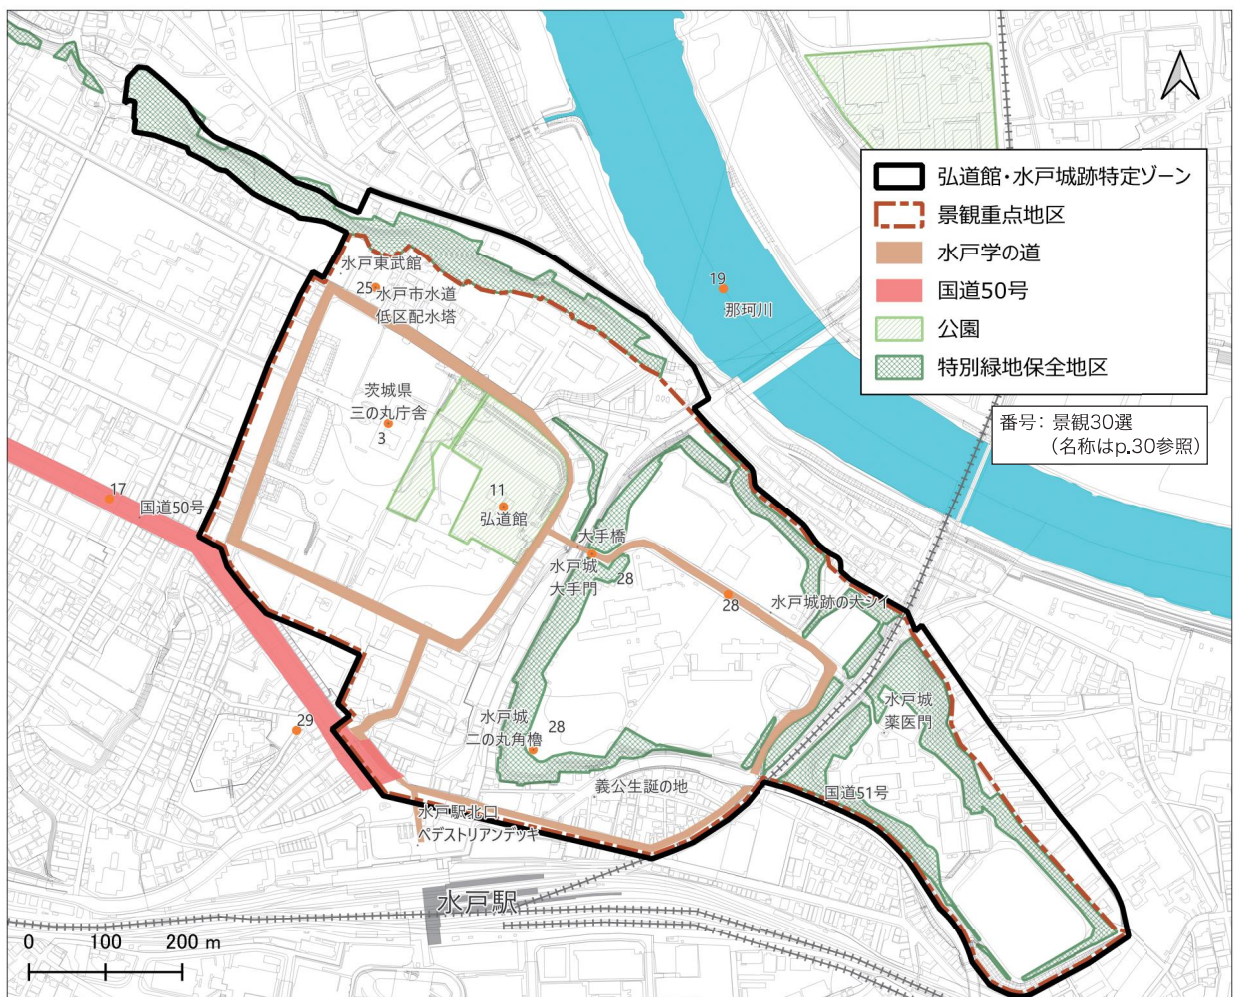 弘道館・水戸城跡特定ゾーン
景観重点地区
水戸学の道
国道50号
公園
特別緑地保全地区
番号: 景観30選
(名称はp.30参照)
19
那珂川
水戸東武館
25
水戸市水道
低区配水塔
茨城県
三の丸庁舎
3
17
国道50号
11
弘道館
大手橋
水戸城
大手門
28
28
水戸城跡の大シイ
水戸城
薬医門
水戸城
二の丸角櫓
28
29
義公生誕の地
国道51号
水戸駅北口
ペデストリアンデッキ
水戸駅
0 100 200 m